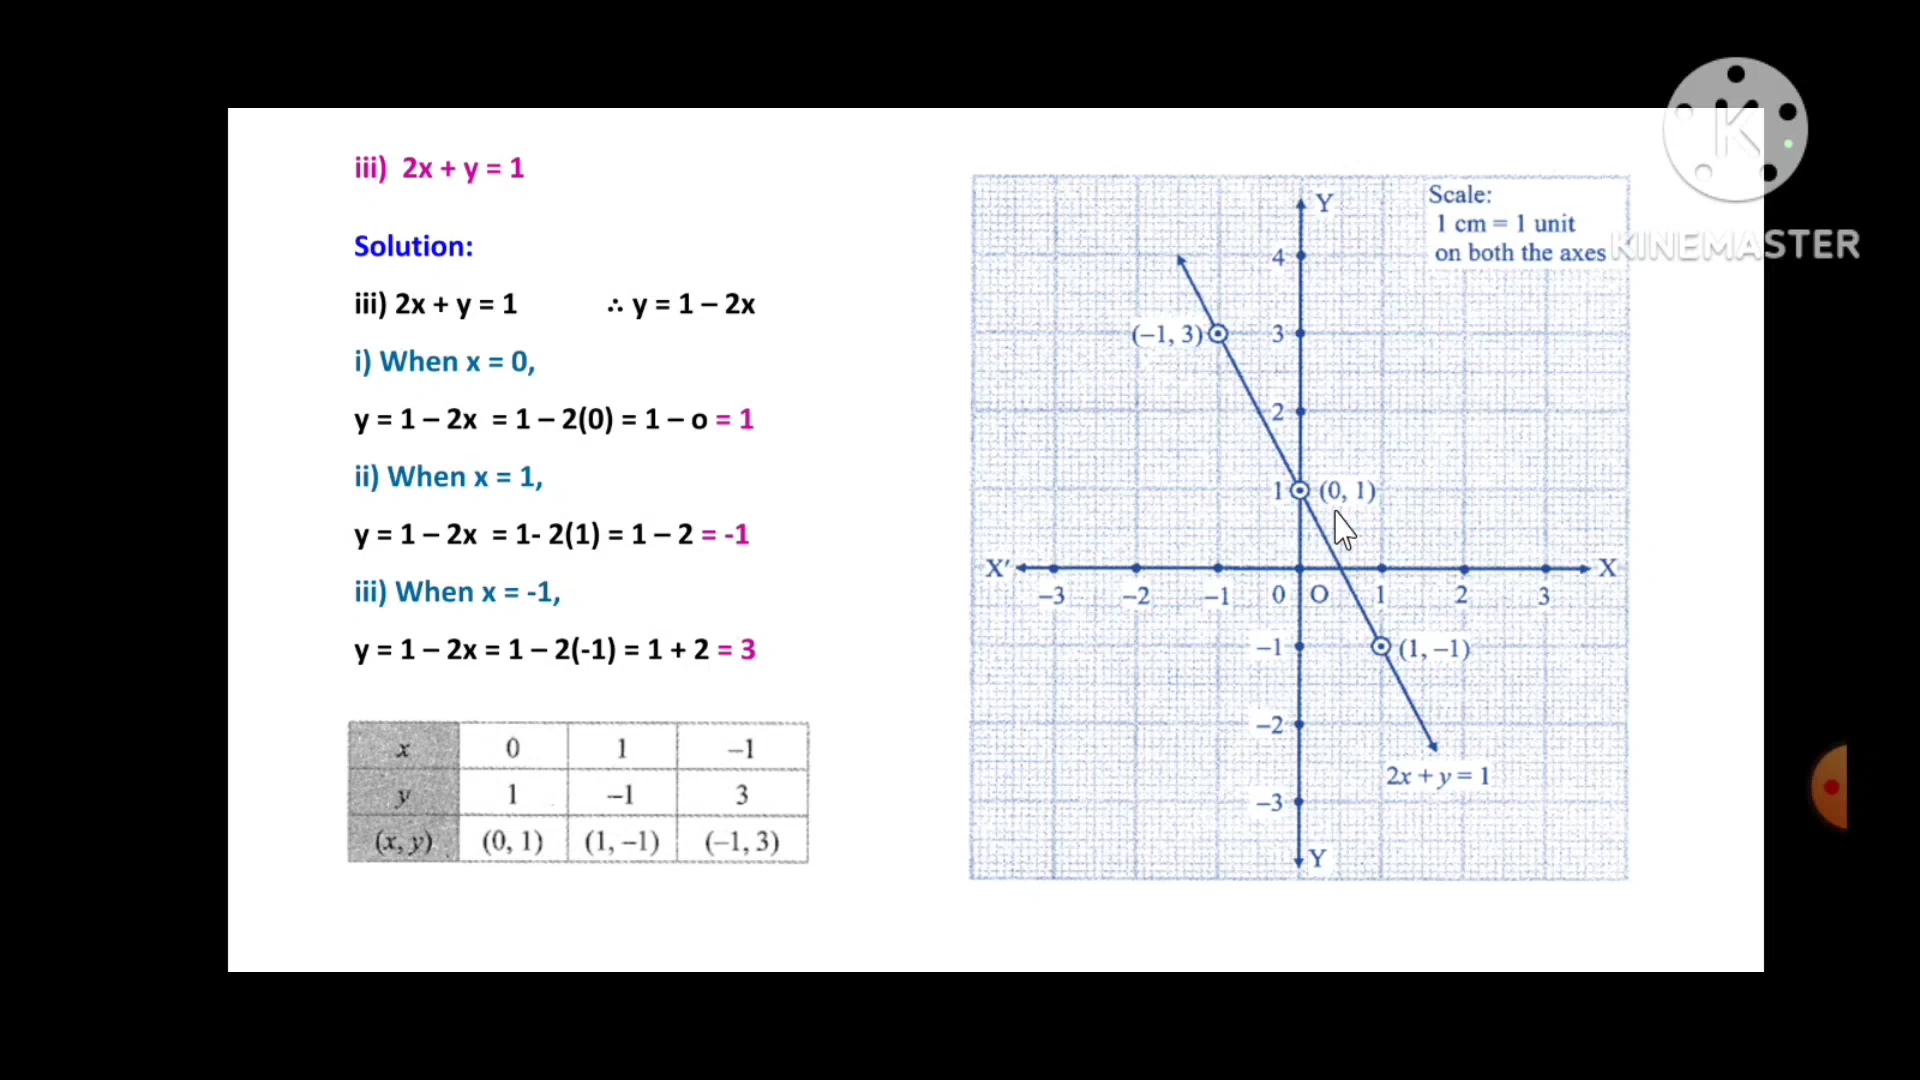 iii) 2x + y = 1
Solution:
iii) 2x + y = 1 ∴ y = 1 – 2x
i) When x = 0,
y = 1 – 2x = 1 – 2(0) = 1 – o = 1
ii) When x = 1,
y = 1 – 2x = 1- 2(1) = 1 – 2 = -1
iii) When x = -1,
y = 1 – 2x = 1 – 2(-1) = 1 + 2 = 3
x 0 1 –1
y 1 –1 3
(x, y) (0, 1) (1, –1) (–1, 3)
Scale:
1 cm = 1 unit
on both the axes
Y
4
(–1, 3) 3
2
1 (0, 1)
X′ X
–3 –2 –1 0 O 1 2 3
–1 (1, –1)
–2
2x + y = 1
–3
Y
K
KINEMASTER